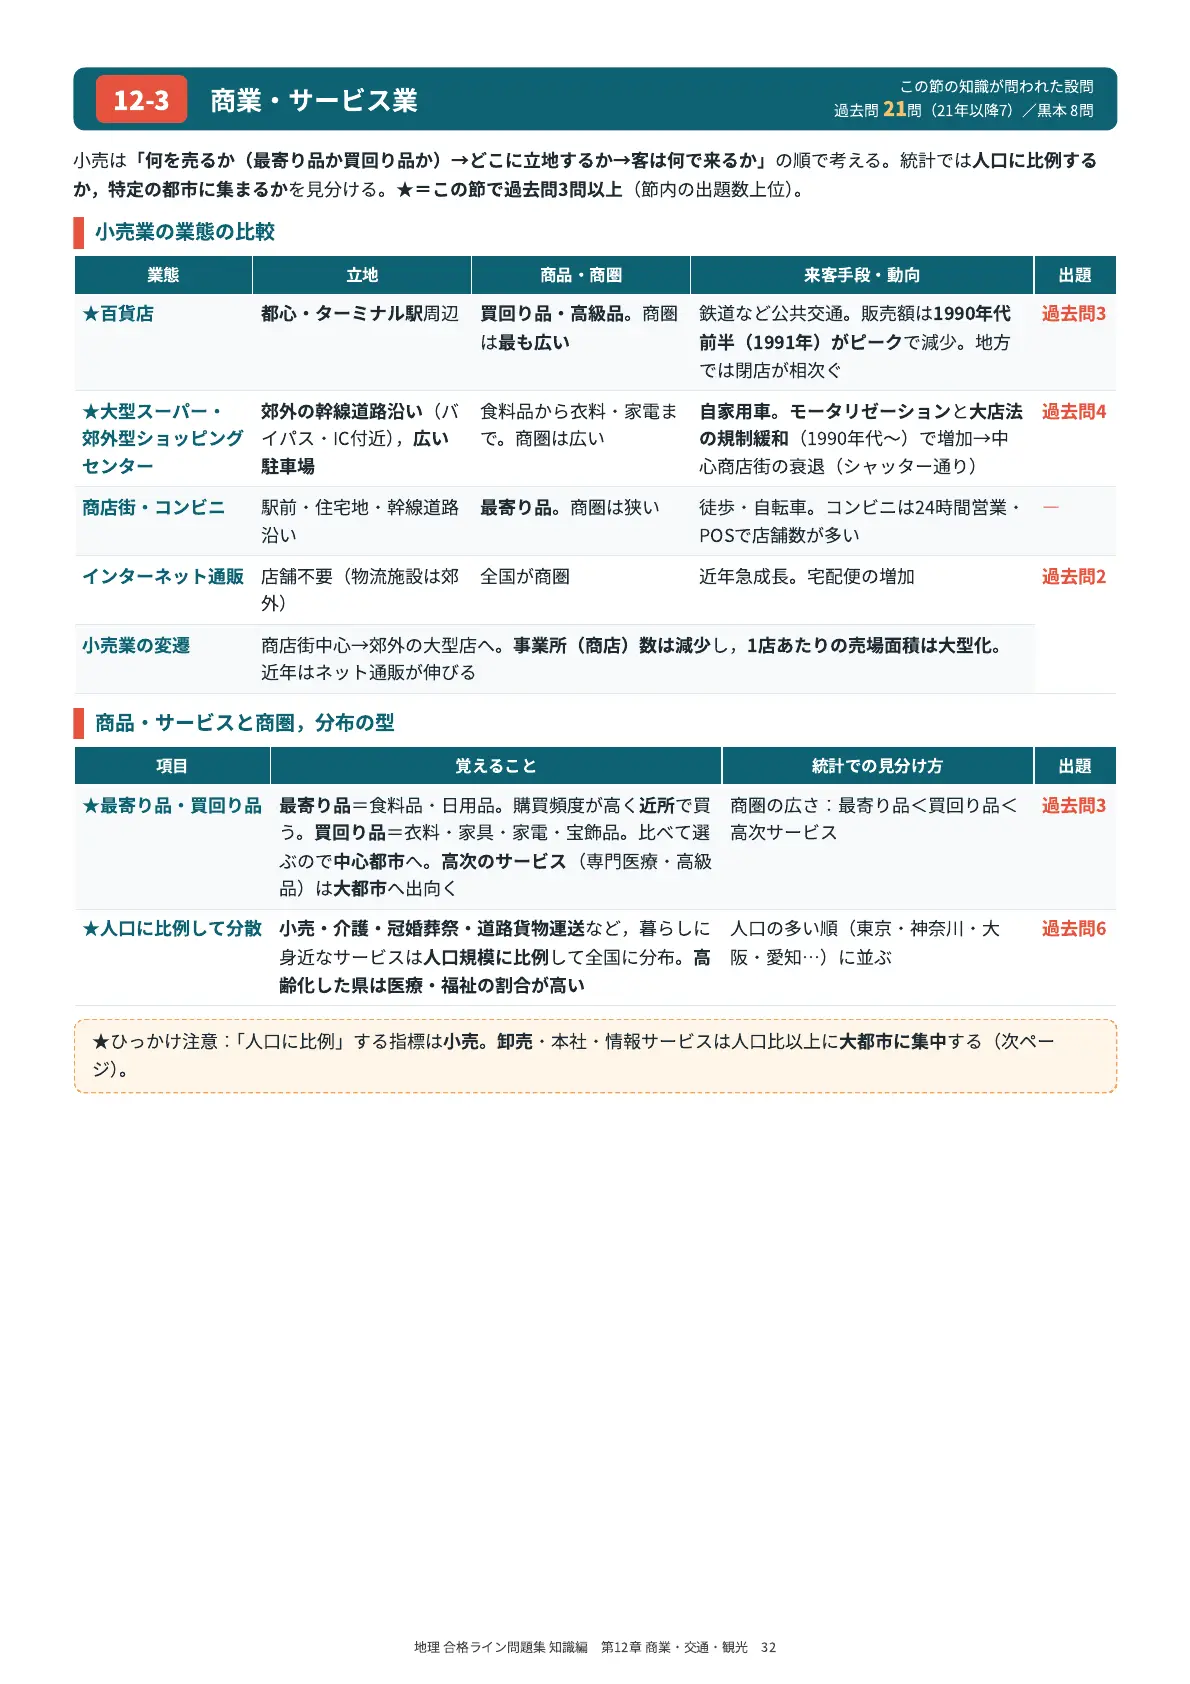 12-3 商業・サービス業
この節の知識が問われた設問
過去問 21問（21年以降7）／黒本 8問
小売は「何を売るか（最寄り品か買回り品か）→どこに立地するか→客は何で来るか」の順で考える。統計では人口に比例する
か，特定の都市に集まるかを見分ける。★＝この節で過去問3問以上（節内の出題数上位）。
小売業の業態の比較
業態 立地 商品・商圏 来客手段・動向 出題
★百貨店 都心・ターミナル駅周辺 買回り品・高級品。商圏 鉄道など公共交通。販売額は1990年代 過去問3
は最も広い 前半（1991年）がピークで減少。地方
では閉店が相次ぐ
★大型スーパー・ 郊外の幹線道路沿い（バ 食料品から衣料・家電ま 自家用車。モータリゼーションと大店法 過去問4
郊外型ショッピング イパス・IC付近），広い で。商圏は広い の規制緩和（1990年代〜）で増加→中
センター 駐車場 心商店街の衰退（シャッター通り）
商店街・コンビニ 駅前・住宅地・幹線道路 最寄り品。商圏は狭い 徒歩・自転車。コンビニは24時間営業・ —
沿い POSで店舗数が多い
インターネット通販 店舗不要（物流施設は郊 全国が商圏 近年急成長。宅配便の増加 過去問2
外）
小売業の変遷 商店街中心→郊外の大型店へ。事業所（商店）数は減少し，1店あたりの売場面積は大型化。
近年はネット通販が伸びる
商品・サービスと商圏，分布の型
項目 覚えること 統計での見分け方 出題
★最寄り品・買回り品 最寄り品＝食料品・日用品。購買頻度が高く近所で買 商圏の広さ：最寄り品＜買回り品＜ 過去問3
う。買回り品＝衣料・家具・家電・宝飾品。比べて選 高次サービス
ぶので中心都市へ。高次のサービス（専門医療・高級
品）は大都市へ出向く
★人口に比例して分散 小売・介護・冠婚葬祭・道路貨物運送など，暮らしに 人口の多い順（東京・神奈川・大 過去問6
身近なサービスは人口規模に比例して全国に分布。高 阪・愛知…）に並ぶ
齢化した県は医療・福祉の割合が高い
★ひっかけ注意：「人口に比例」する指標は小売。卸売・本社・情報サービスは人口比以上に大都市に集中する（次ペー
ジ）。
地理 合格ライン問題集 知識編 第12章 商業・交通・観光 32